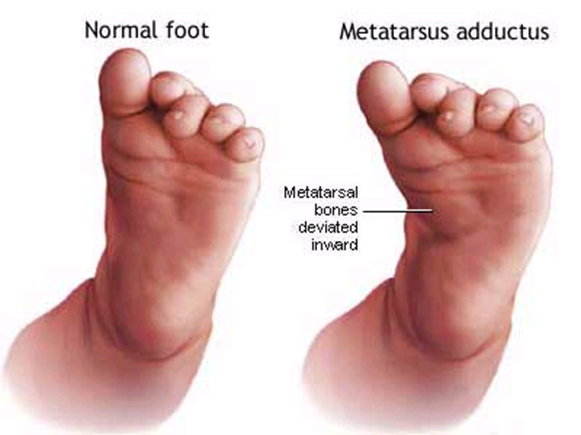 Normal foot
Metatarsus adductus
Metatarsal
bones
deviated
inward